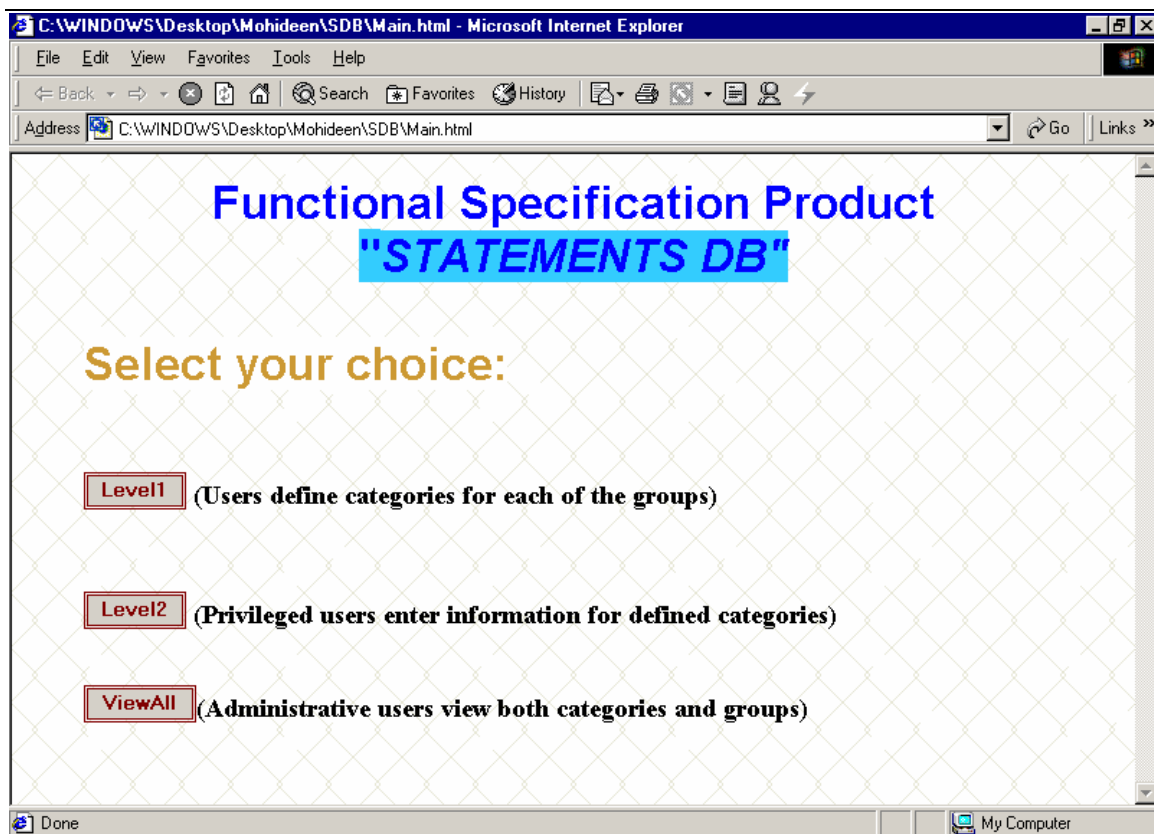 C:\WINDOWS\Desktop\Mohideen\SDB\Main.html - Microsoft Internet Explorer
File Edit View Favorites Tools Help
Back Search Favorites History
Address C:\WINDOWS\Desktop\Mohideen\SDB\Main.html Go Links »
Functional Specification Product
"STATEMENTS DB"
Select your choice:
Level1 (Users define categories for each of the groups)
Level2 (Privileged users enter information for defined categories)
ViewAll (Administrative users view both categories and groups)
Done My Computer